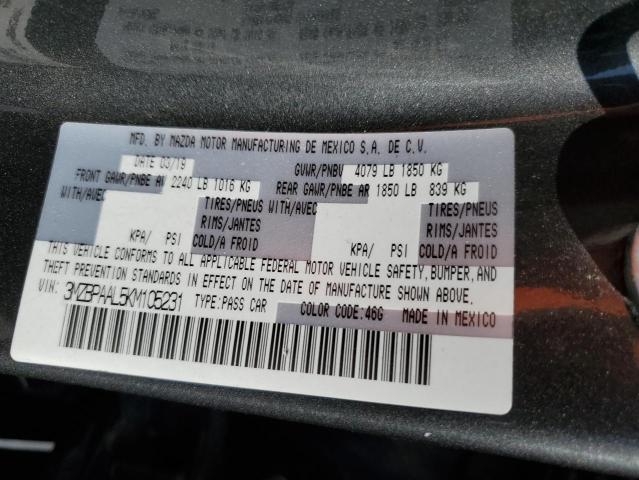 MFD. BY MAZDA MOTOR MANUFACTURING DE MEXICO S.A. DE C.V.
DATE 03/19 GVWR/PNBV 4079 LB 1850 KG
FRONT GAWR/PNBE AV 2240 LB 1016 KG REAR GAWR/PNBE AR 1850 LB 839 KG
WITH/AVEC TIRES/PNEUS WITH/AVEC TIRES/PNEUS
RIMS/JANTES RIMS/JANTES
KPA/ PSI COLD/A FROID KPA/ PSI COLD/A FROID
THIS VEHICLE CONFORMS TO ALL APPLICABLE FEDERAL MOTOR VEHICLE SAFETY, BUMPER, AND
THEFT PREVENTION STANDARDS IN EFFECT ON THE DATE OF MANUFACTURE SHOWN ABOVE.
VIN: 3MZBPAAL5KM105231 TYPE:PASS CAR COLOR CODE:46G MADE IN MEXICO